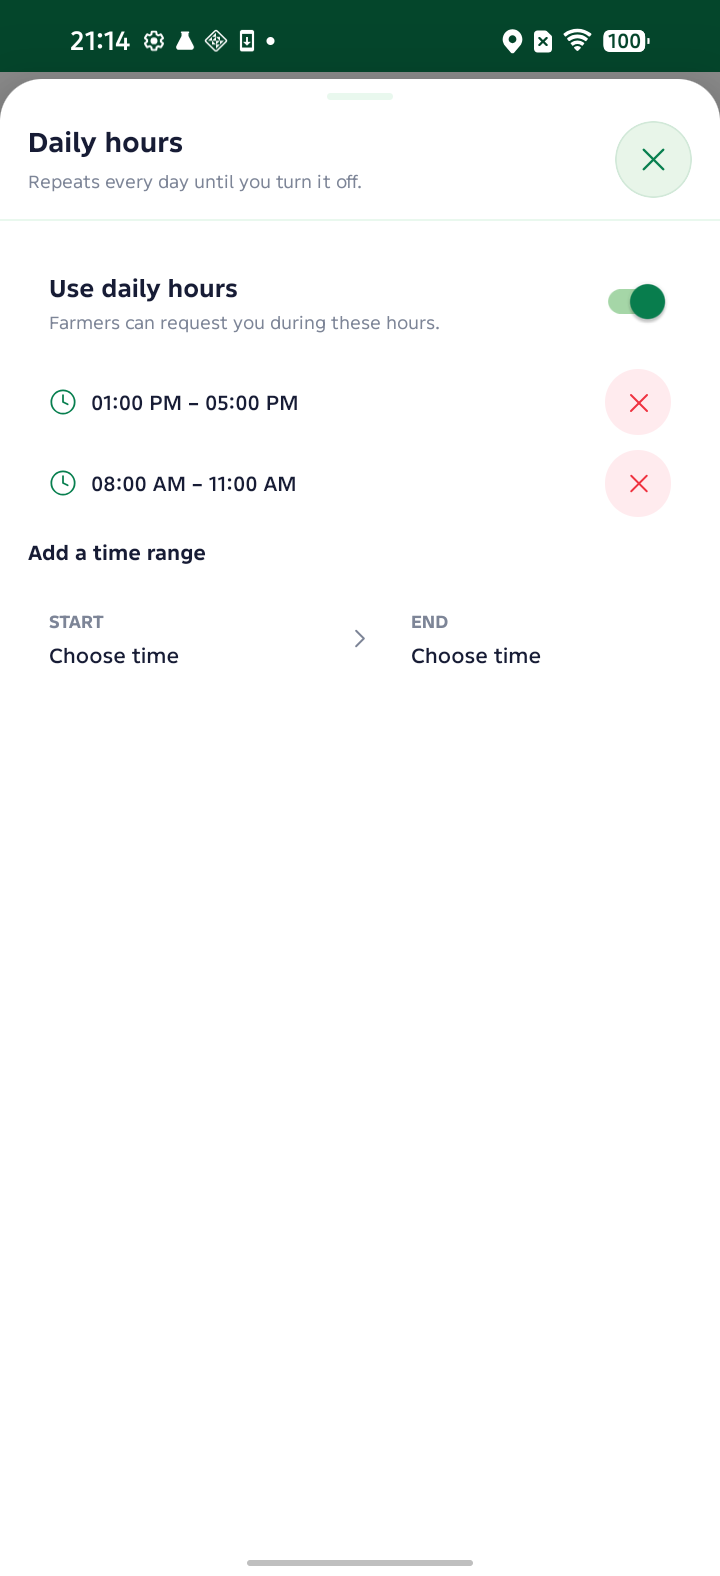 21:14
100
Daily hours
Repeats every day until you turn it off.
Use daily hours
Farmers can request you during these hours.
01:00 PM – 05:00 PM
08:00 AM – 11:00 AM
Add a time range
START
END
Choose time
Choose time